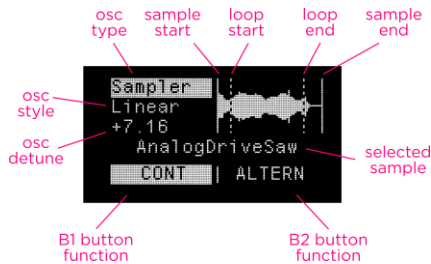 osc type
sample start
loop start
loop end
sample end
Sampler
osc style
Linear
osc detune
+7.16
AnalogDriveSaw
selected sample
CONT | ALTERN
B1 button function
B2 button function